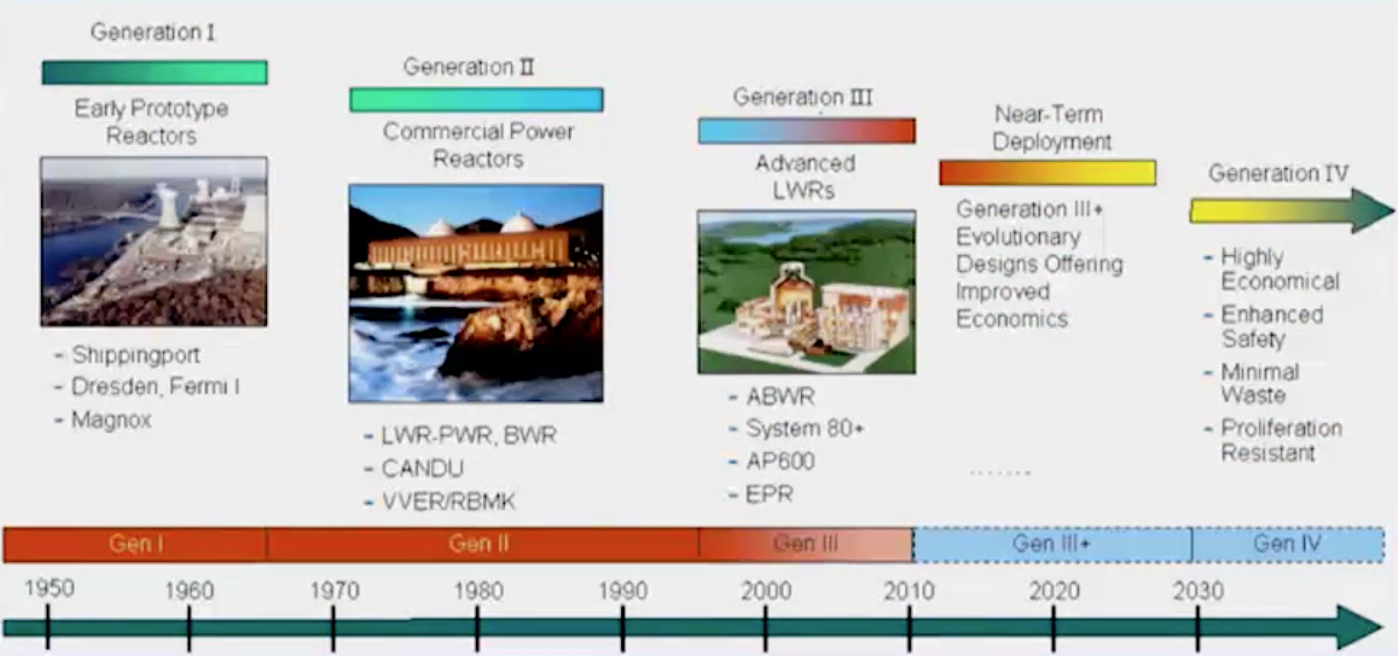 Generation I
Early Prototype
Reactors
- Shippingport
- Dresden, Fermi I
- Magnox
Generation II
Commercial Power
Reactors
- LWR-PWR, BWR
- CANDU
- VVER/RBMK
Generation III
Advanced
LWRs
- ABWR
- System 80+
- AP600
- EPR
Near-Term
Deployment
Generation III+
Evolutionary
Designs Offering
Improved
Economics
.......
Generation IV
- Highly
Economical
- Enhanced
Safety
- Minimal
Waste
- Proliferation
Resistant
Gen I
Gen II
Gen III
Gen III+
Gen IV
1950
1960
1970
1980
1990
2000
2010
2020
2030